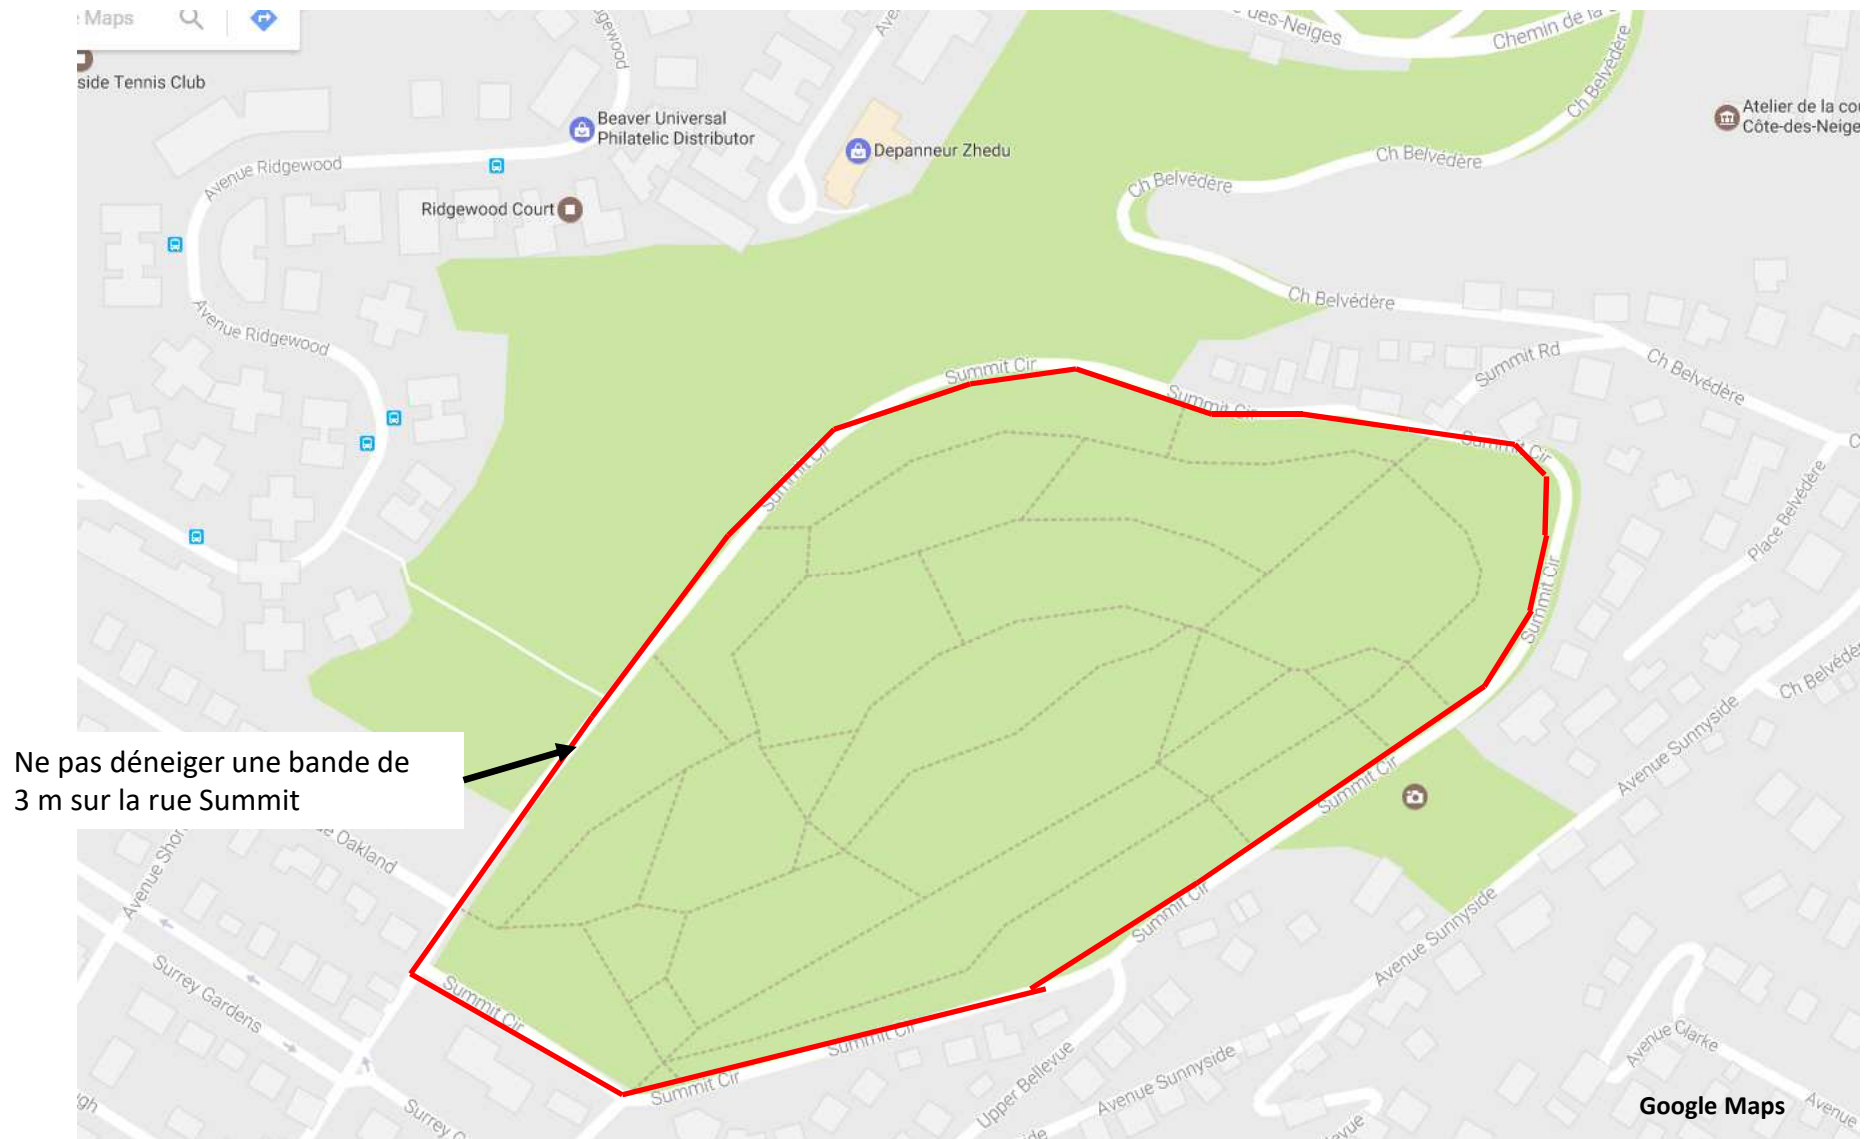 Maps
side Tennis Club
Beaver Universal
Philatelic Distributor
Depanneur Zhedu
Chemin de la
Ch Belvédère
Atelier de la
Côte-des-Neige
Avenue Ridgewood
Ridgewood Court
Ch Belvédère
Ch Belvédère
Ch Belvédère
Avenue Ridgewood
Summit Rd
Ch Belvédère
Summit Cir
Summit Cir
Summit Cir
Summit Cir
Place Belvédère
Summit Cir
Ne pas déneiger une bande de
3 m sur la rue Summit
Avenue Sunnyside
Summit Cir
Oakland
Summit Cir
Avenue Sunnyside
Surrey Gardens
Summit Cir
Summit Cir
Summit Cir
Upper Bellevue
Avenue Sunnyside
Avenue Clarke
Avenue
Google Maps